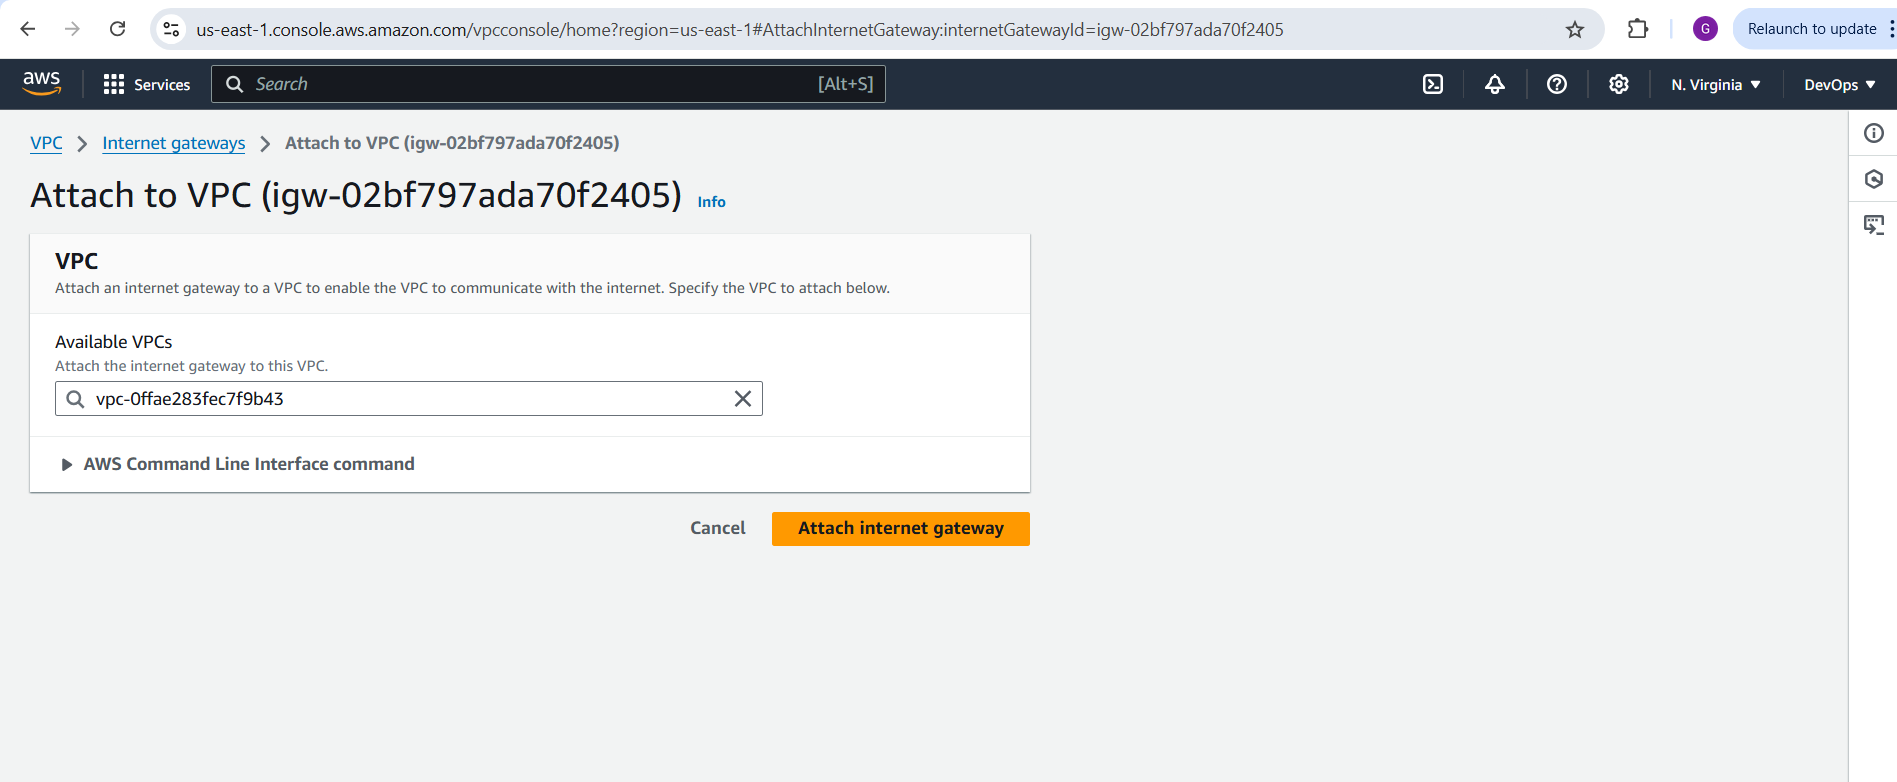 us-east-1.console.aws.amazon.com/vpcconsole/home?region=us-east-1#AttachInternetGateway:internetGatewayId=igw-02bf797ada70f2405
G
Relaunch to update
aws
Services
Search
[Alt+S]
N. Virginia
DevOps
VPC
Internet gateways
Attach to VPC (igw-02bf797ada70f2405)
Attach to VPC (igw-02bf797ada70f2405) Info
VPC
Attach an internet gateway to a VPC to enable the VPC to communicate with the internet. Specify the VPC to attach below.
Available VPCs
Attach the internet gateway to this VPC.
vpc-0ffae283fec7f9b43
AWS Command Line Interface command
Cancel
Attach internet gateway